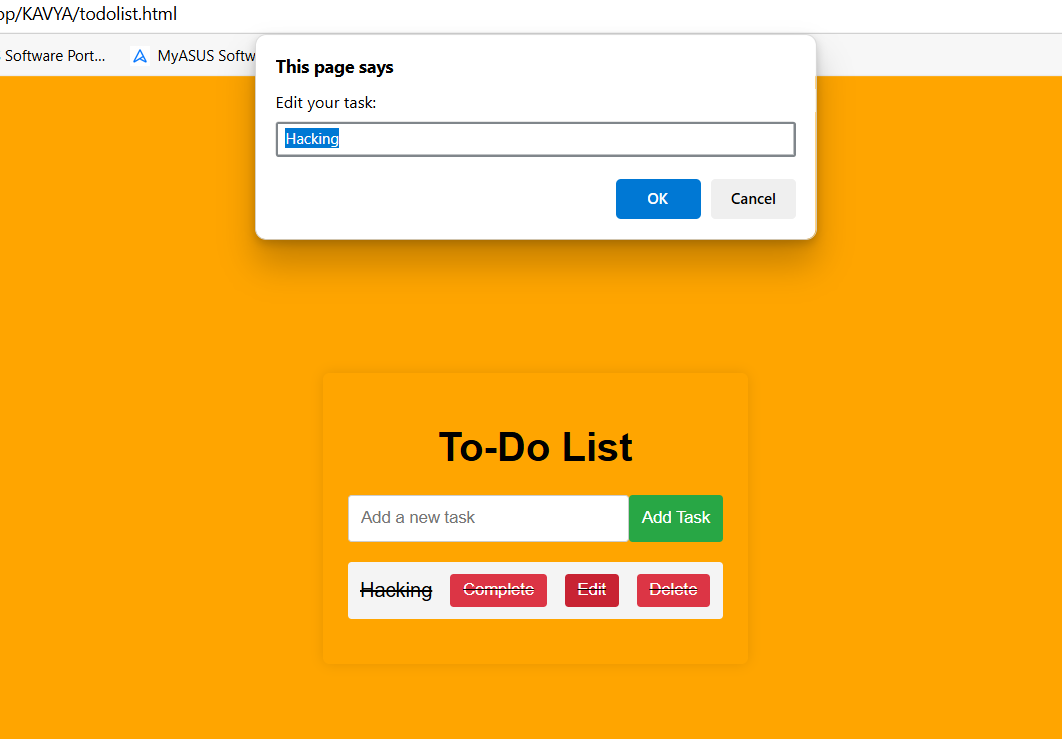 op/KAVYA/todolist.html
Software Port... MyASUS Softw
This page says
Edit your task:
Hacking
OK Cancel
To-Do List
Add a new task Add Task
Hacking Complete Edit Delete